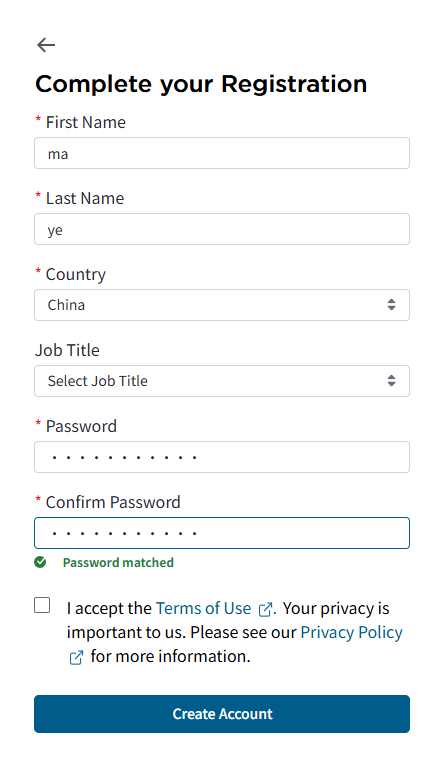 Complete your Registration
* First Name
ma
* Last Name
ye
* Country
China
Job Title
Select Job Title
* Password
• • • • • • • • • • •
* Confirm Password
• • • • • • • • • • •
Password matched
I accept the Terms of Use. Your privacy is
important to us. Please see our Privacy Policy
for more information.
Create Account